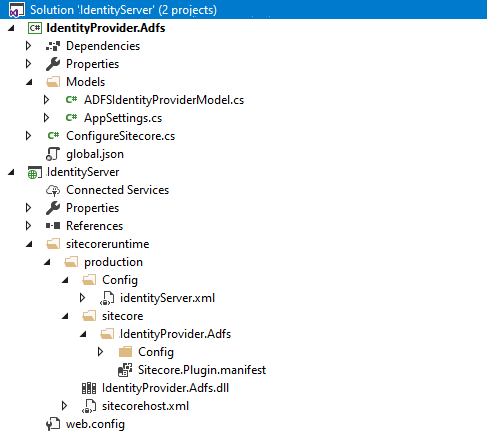 Solution 'IdentityServer' (2 projects)
C# IdentityProvider.Adfs
Dependencies
Properties
Models
C# ADFSIdentityProviderModel.cs
C# AppSettings.cs
C# ConfigureSitecore.cs
global.json
IdentityServer
Connected Services
Properties
References
sitecoreruntime
production
Config
identityServer.xml
sitecore
IdentityProvider.Adfs
Config
Sitecore.Plugin.manifest
IdentityProvider.Adfs.dll
sitecorehost.xml
web.config